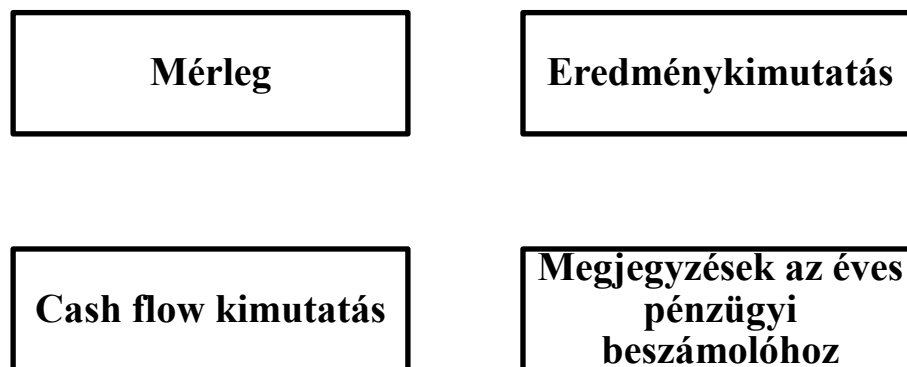 Mérleg
Eredménykimutatás
Cash flow kimutatás
Megjegyzések az éves
pénzügyi
beszámolóhoz